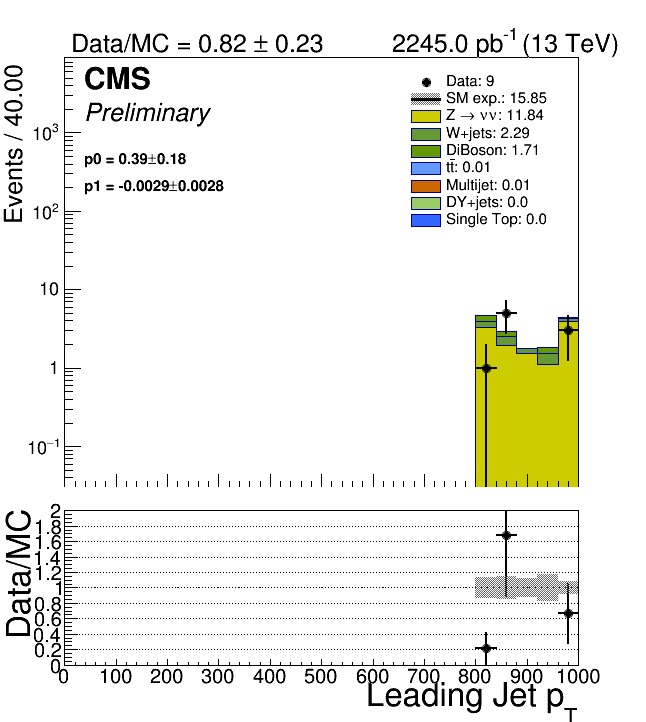 Data/MC = 0.82 ± 0.23 2245.0 pb⁻¹ (13 TeV)
CMS
Preliminary
p0 = 0.39±0.18
p1 = -0.0029±0.0028
Data: 9
SM exp.: 15.85
Z → νν: 11.84
W+jets: 2.29
DiBoson: 1.71
tt̄: 0.01
Multijet: 0.01
DY+jets: 0.0
Single Top: 0.0
Events / 40.00
10³
10²
10
1
10⁻¹
Data/MC
2
1.8
1.6
1.4
1.2
1
0.8
0.6
0.4
0.2
0
0 100 200 300 400 500 600 700 800 900 1000
Leading Jet p_T